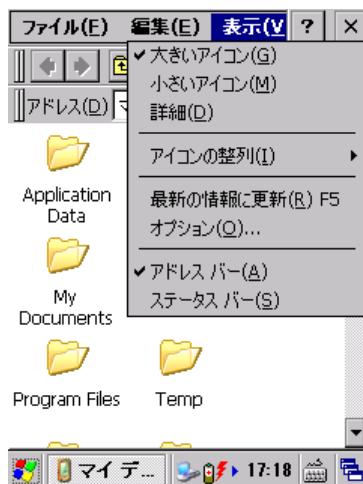 ファイル(F) 編集(E) 表示(V ? ×
✓大きいアイコン(G)
小さいアイコン(M)
アドレス(D)
詳細(D)
アイコンの整列(I)
Application Data
最新の情報に更新(R) F5
オプション(O)...
✓アドレス バー(A)
My Documents
ステータス バー(S)
Program Files Temp
マイ デ... 17:18